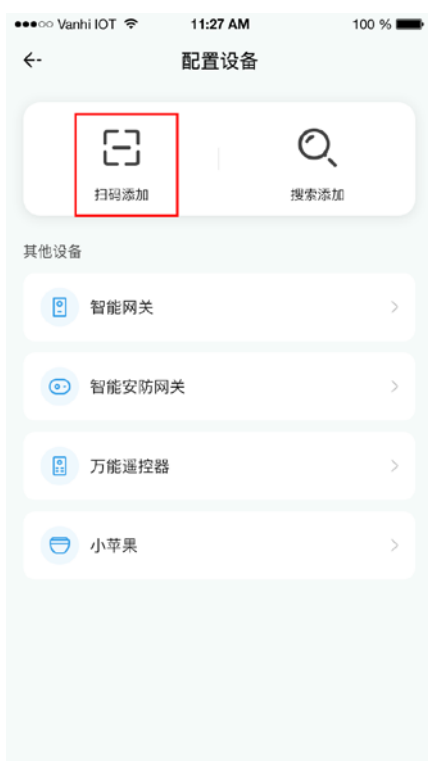 Vanhi IOT 11:27 AM 100 %
配置设备
扫码添加 搜索添加
其他设备
智能网关
智能安防网关
万能遥控器
小苹果